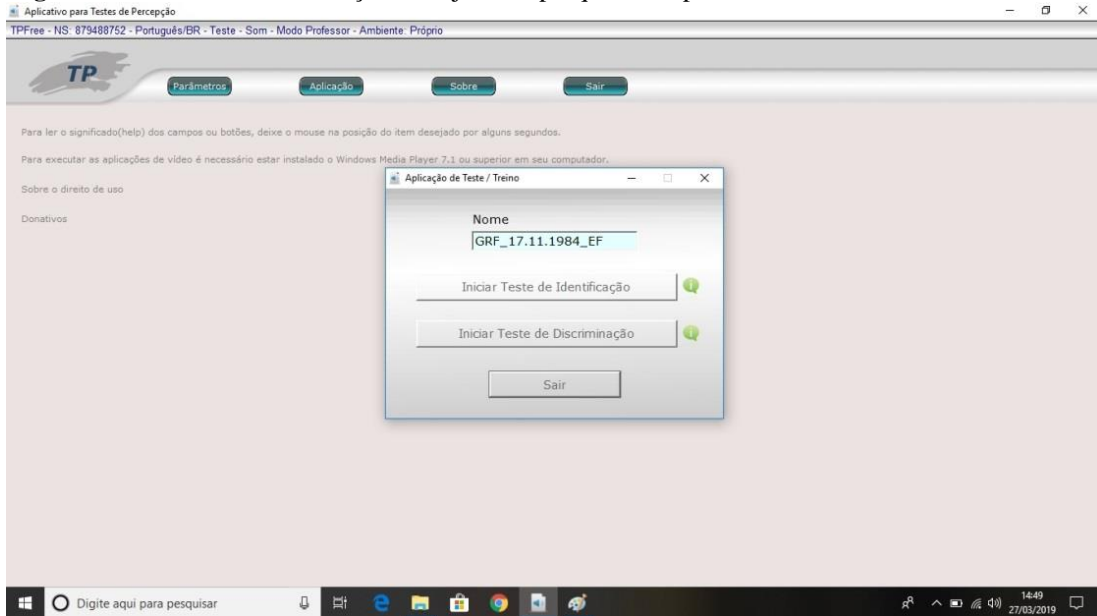 Aplicativo para Testes de Percepção
TPFree - NS: 879488752 - Português/BR - Teste - Som - Modo Professor - Ambiente: Próprio
TP
Parâmetros Aplicação Sobre Sair
Para ler o significado(help) dos campos ou botões, deixe o mouse na posição do item desejado por alguns segundos.
Para executar as aplicações de vídeo é necessário estar instalado o Windows Media Player 7.1 ou superior em seu computador.
Sobre o direito de uso
Donativos
Aplicação de Teste / Treino
Nome
GRF_17.11.1984_EF
Iniciar Teste de Identificação
Iniciar Teste de Discriminação
Sair
Digite aqui para pesquisar
14:49
27/03/2019